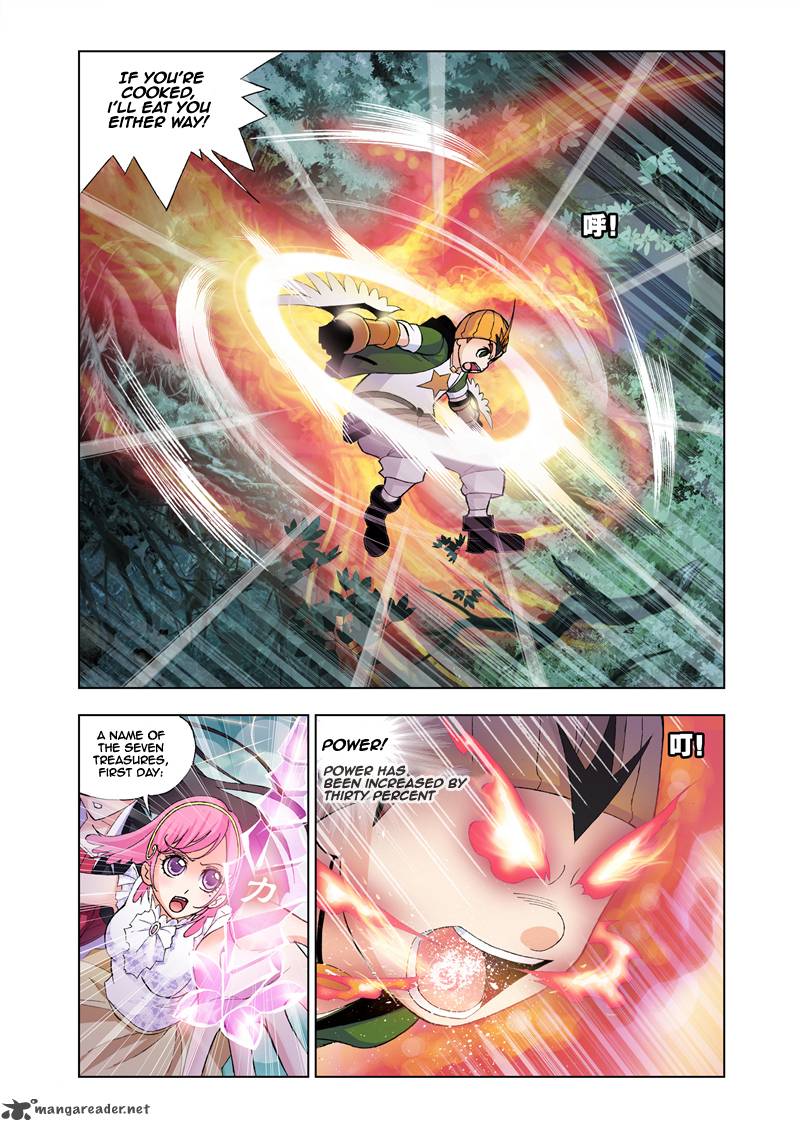 IF YOU'RE
COOKED,
I'LL EAT YOU
EITHER WAY!
呼!
A NAME OF
THE SEVEN
TREASURES,
FIRST DAY:
力
POWER!
POWER HAS
BEEN INCREASED BY
THIRTY PERCENT
叮!
mangareader.net